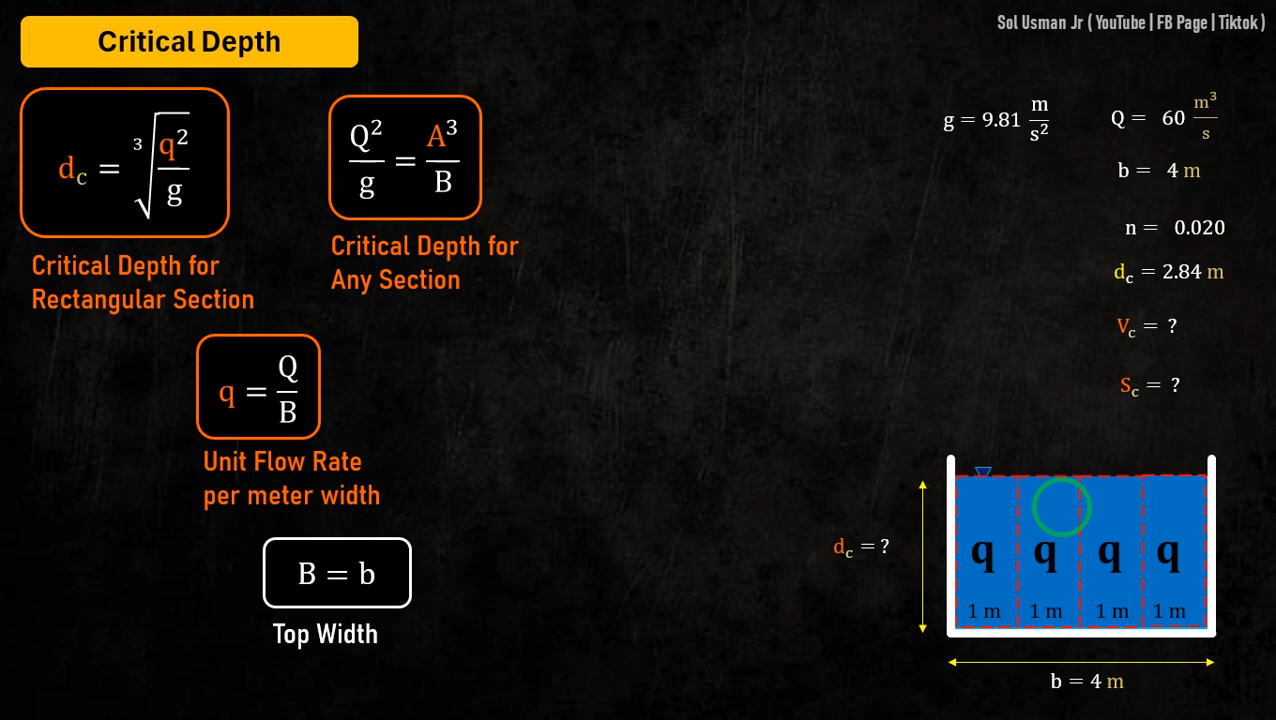 Sol Usman Jr ( YouTube | FB Page | Tiktok )
Critical Depth
d_c = ∛(q²/g)
Critical Depth for
Rectangular Section
Q²/g = A³/B
Critical Depth for
Any Section
q = Q/B
Unit Flow Rate
per meter width
B = b
Top Width
g = 9.81 m/s²
Q = 60 m³/s
b = 4 m
n = 0.020
d_c = 2.84 m
V_c = ?
S_c = ?
d_c = ?
q q q q
1 m 1 m 1 m 1 m
b = 4 m